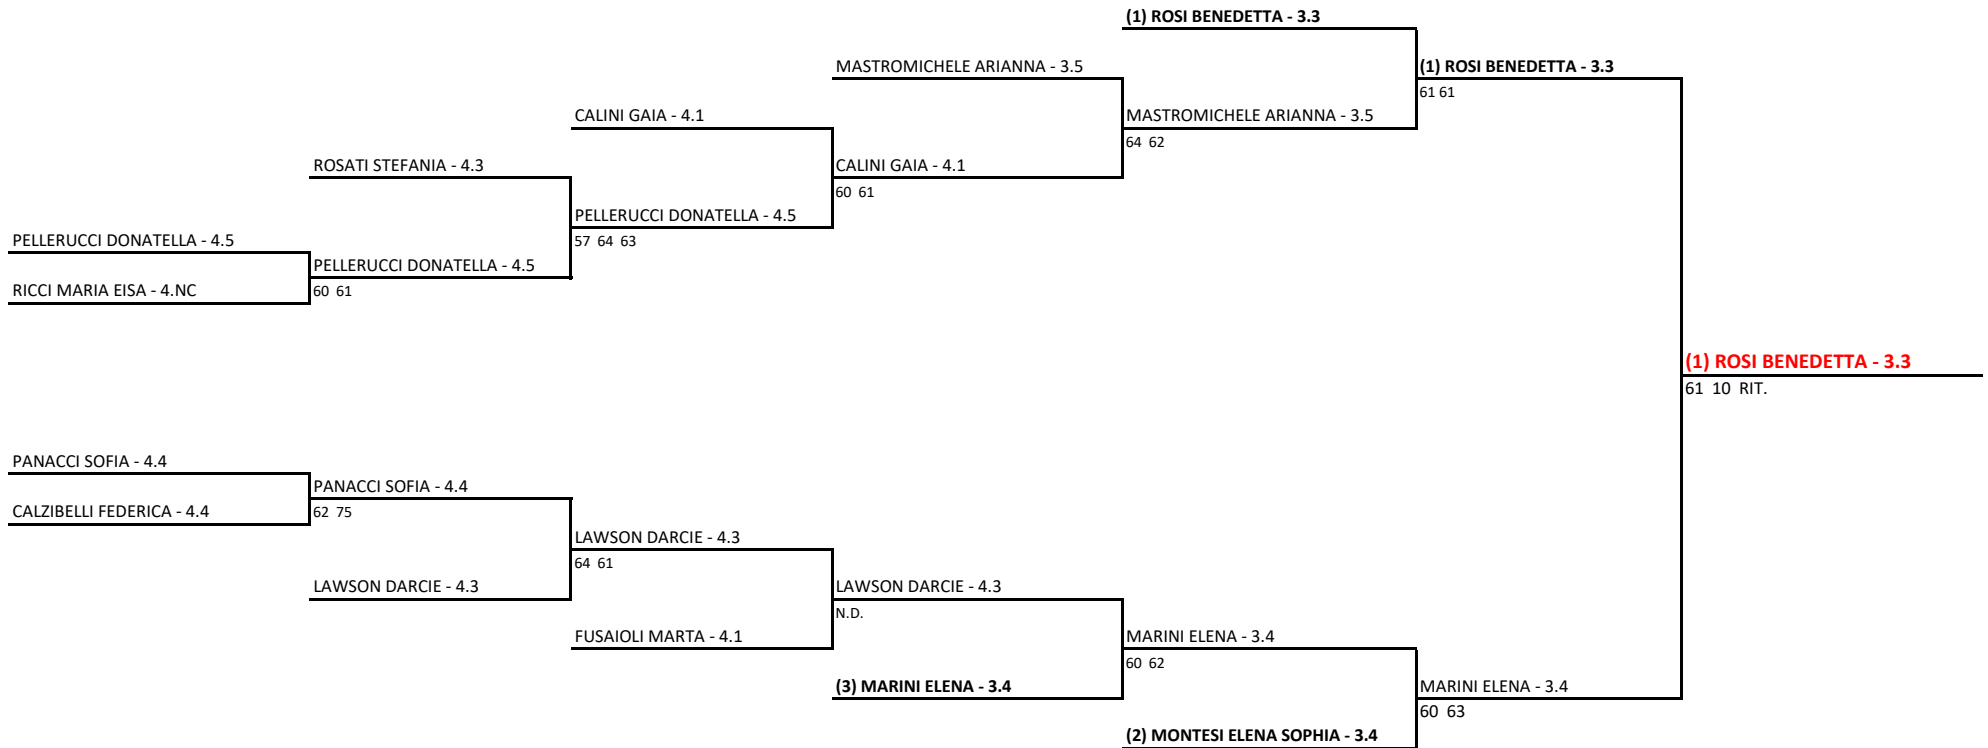 (1) ROSI BENEDETTA - 3.3
MASTROMICHELE ARIANNA - 3.5
(1) ROSI BENEDETTA - 3.3
61 61
CALINI GAIA - 4.1
MASTROMICHELE ARIANNA - 3.5
64 62
ROSATI STEFANIA - 4.3
CALINI GAIA - 4.1
60 61
PELLERUCCI DONATELLA - 4.5
57 64 63
PELLERUCCI DONATELLA - 4.5
PELLERUCCI DONATELLA - 4.5
60 61
RICCI MARIA EISA - 4.NC
(1) ROSI BENEDETTA - 3.3
61 10 RIT.
PANACCI SOFIA - 4.4
PANACCI SOFIA - 4.4
62 75
CALZIBELLI FEDERICA - 4.4
LAWSON DARCIE - 4.3
64 61
LAWSON DARCIE - 4.3
LAWSON DARCIE - 4.3
N.D.
FUSAIOLI MARTA - 4.1
MARINI ELENA - 3.4
60 62
(3) MARINI ELENA - 3.4
MARINI ELENA - 3.4
60 63
(2) MONTESI ELENA SOPHIA - 3.4